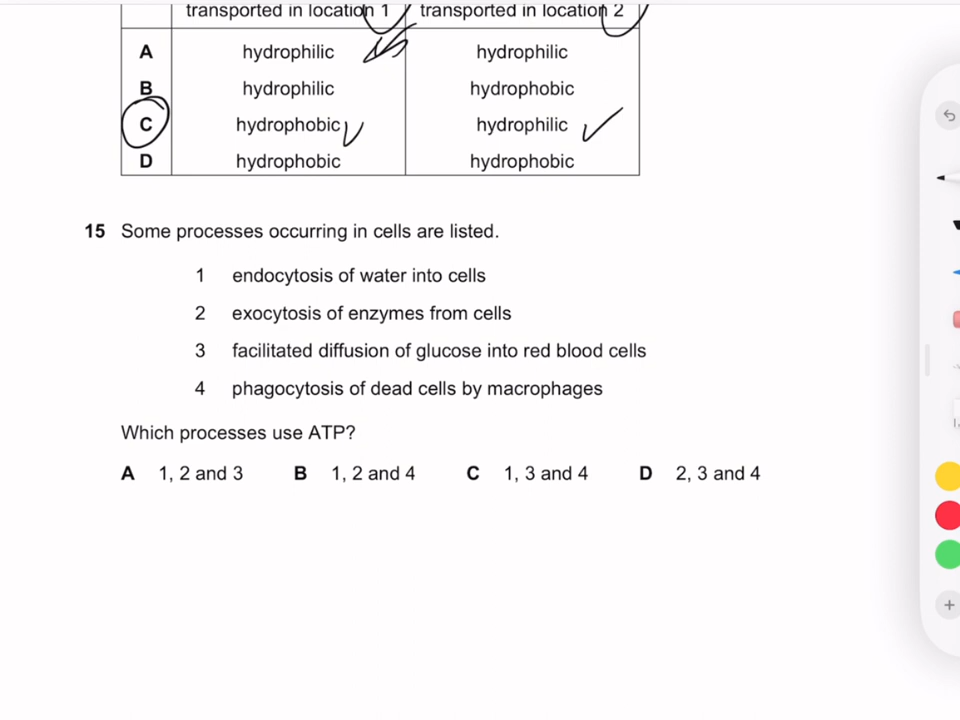 transported in location 1 transported in location 2
A hydrophilic hydrophilic
B hydrophilic hydrophobic
C hydrophobic hydrophilic
D hydrophobic hydrophobic
15 Some processes occurring in cells are listed.
1 endocytosis of water into cells
2 exocytosis of enzymes from cells
3 facilitated diffusion of glucose into red blood cells
4 phagocytosis of dead cells by macrophages
Which processes use ATP?
A 1, 2 and 3 B 1, 2 and 4 C 1, 3 and 4 D 2, 3 and 4